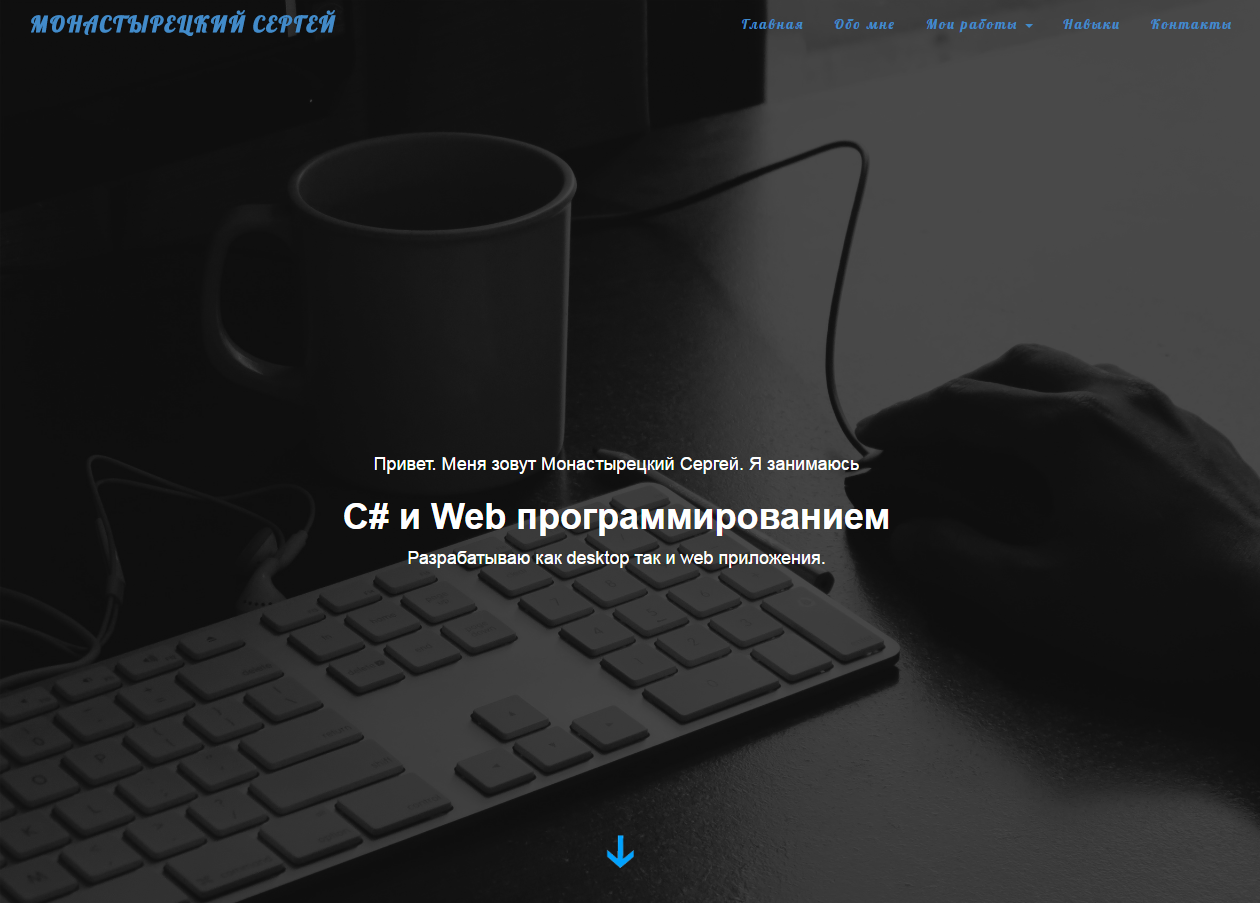 МОНАСТЫРЕЦКИЙ СЕРГЕЙ
Главная Обо мне Мои работы Навыки Контакты
Привет. Меня зовут Монастырецкий Сергей. Я занимаюсь
C# и Web программированием
Разрабатываю как desktop так и web приложения.